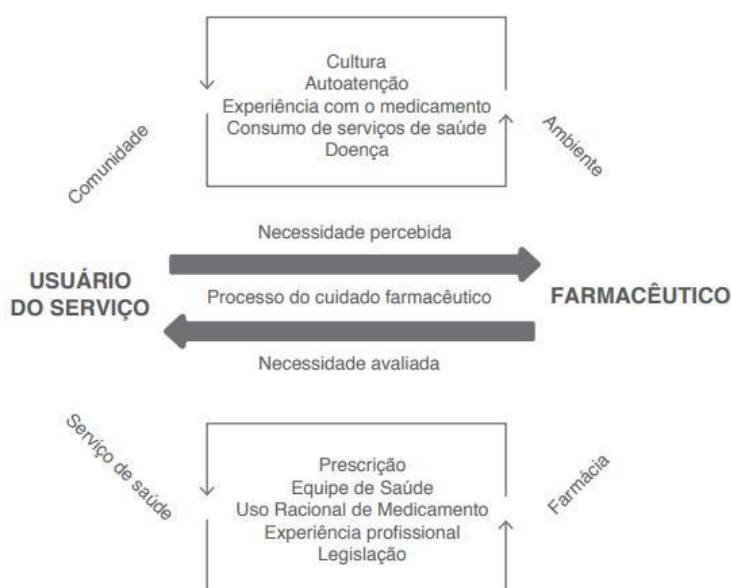 Cultura
Autoatenção
Experiência com o medicamento
Consumo de serviços de saúde
Doença
Comunidade
Ambiente
Necessidade percebida
USUÁRIO
DO SERVIÇO
Processo do cuidado farmacêutico
FARMACÊUTICO
Necessidade avaliada
Serviço de saúde
Farmácia
Prescrição
Equipe de Saúde
Uso Racional de Medicamento
Experiência profissional
Legislação